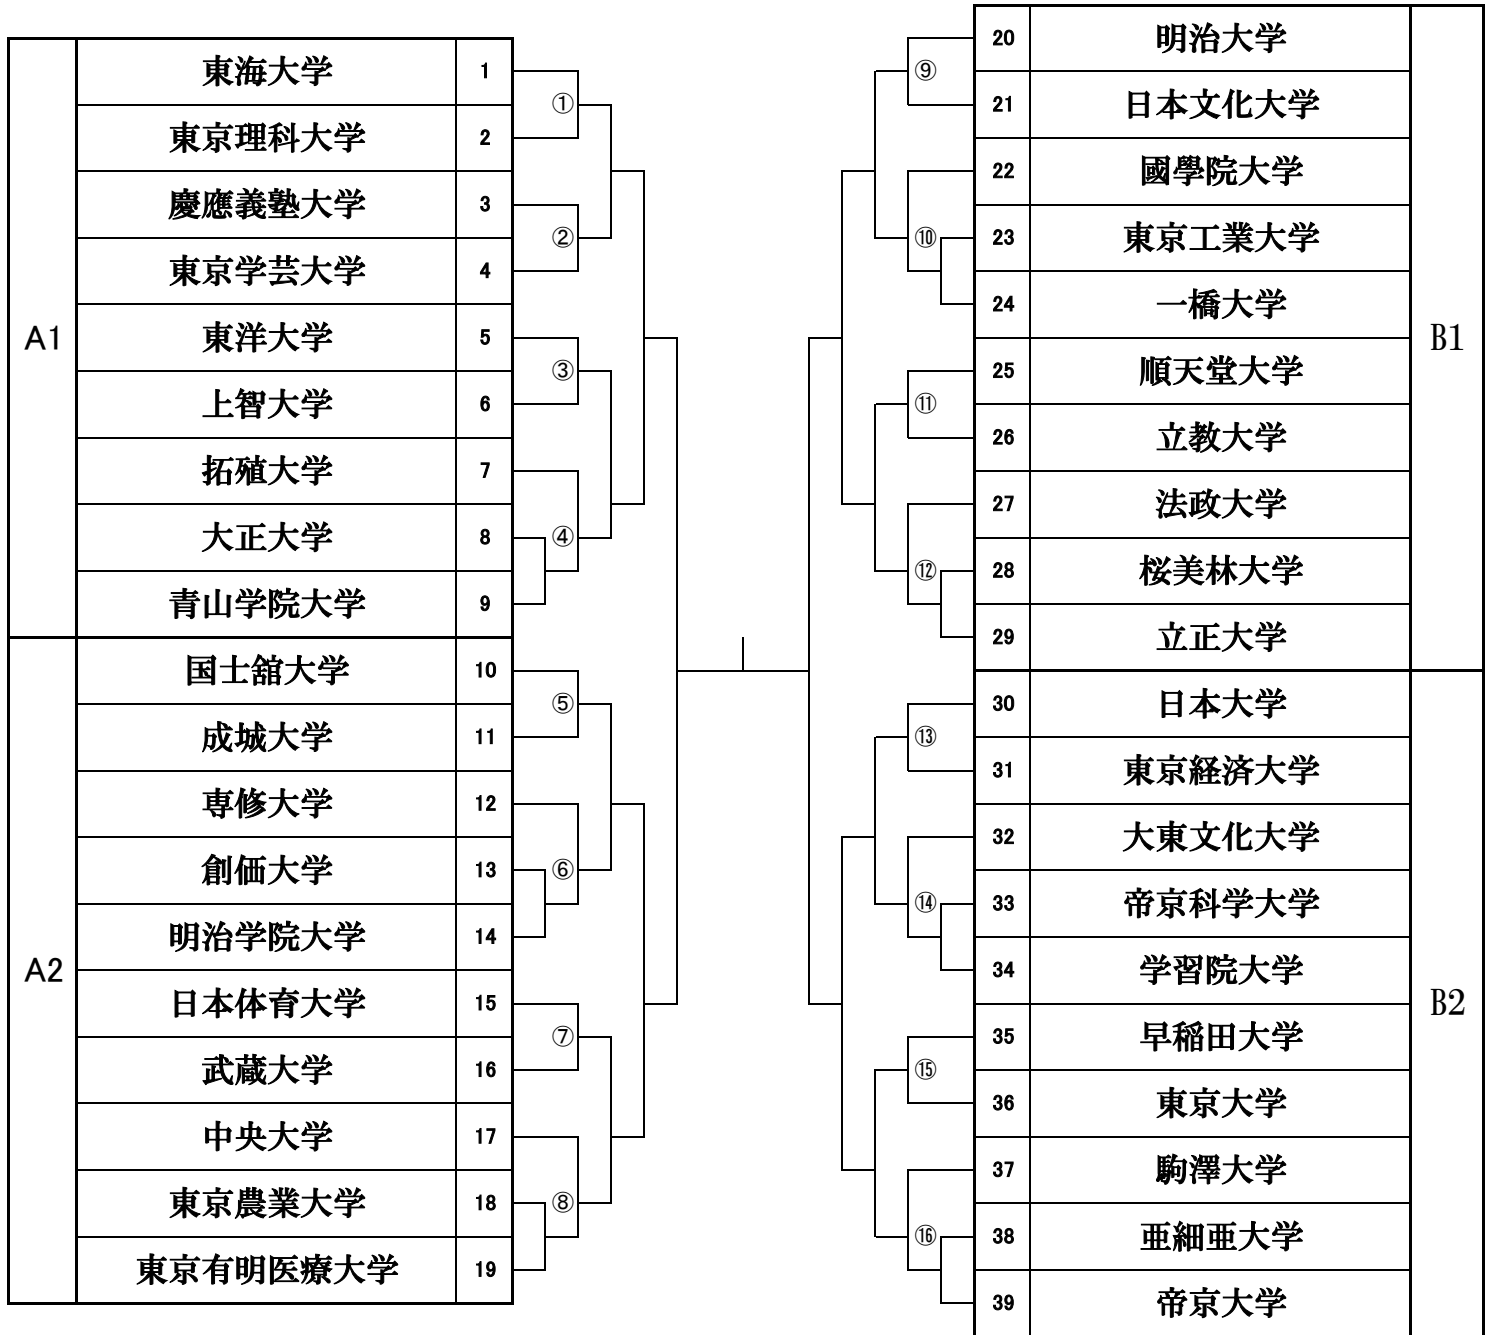 A1
東海大学 1
東京理科大学 2
慶應義塾大学 3
東京学芸大学 4
東洋大学 5
上智大学 6
拓殖大学 7
大正大学 8
青山学院大学 9
①
②
③
④
A2
国士舘大学 10
成城大学 11
専修大学 12
創価大学 13
明治学院大学 14
日本体育大学 15
武蔵大学 16
中央大学 17
東京農業大学 18
東京有明医療大学 19
⑤
⑥
⑦
⑧
⑨
⑩
⑪
⑫
20 明治大学
21 日本文化大学
22 國學院大学
23 東京工業大学
24 一橋大学
25 順天堂大学
26 立教大学
27 法政大学
28 桜美林大学
29 立正大学
B1
⑬
⑭
⑮
⑯
30 日本大学
31 東京経済大学
32 大東文化大学
33 帝京科学大学
34 学習院大学
35 早稲田大学
36 東京大学
37 駒澤大学
38 亜細亜大学
39 帝京大学
B2